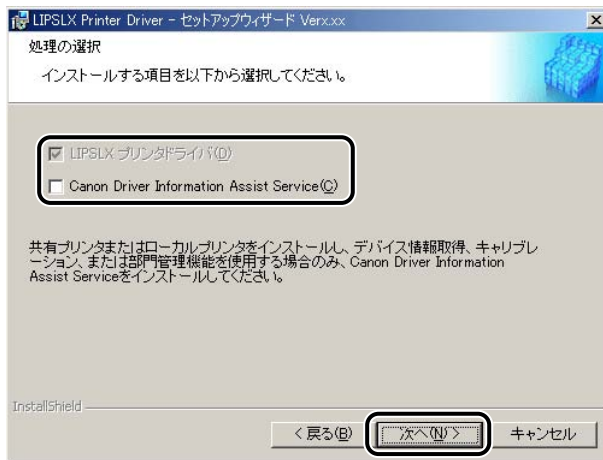 LIPSLX Printer Driver - セットアップウィザード Verx.xx
処理の選択
インストールする項目を以下から選択してください。
LIPSLX プリンタドライバ(D)
Canon Driver Information Assist Service(C)
共有プリンタまたはローカルプリンタをインストールし、デバイス情報取得、キャリブレ
ーション、または部門管理機能を使用する場合のみ、Canon Driver Information
Assist Serviceをインストールしてください。
InstallShield
< 戻る(B) 次へ(N) > キャンセル